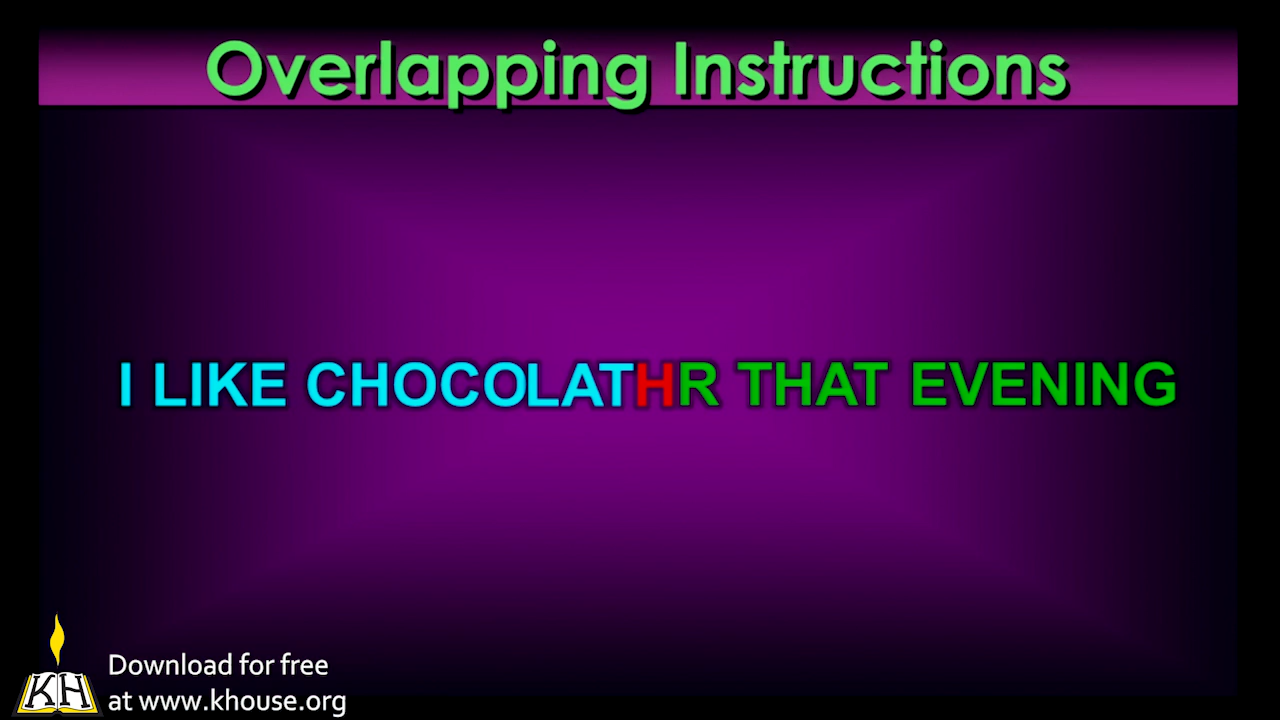 Overlapping Instructions
I LIKE CHOCOLATHR THAT EVENING
KH
Download for free
at www.khouse.org